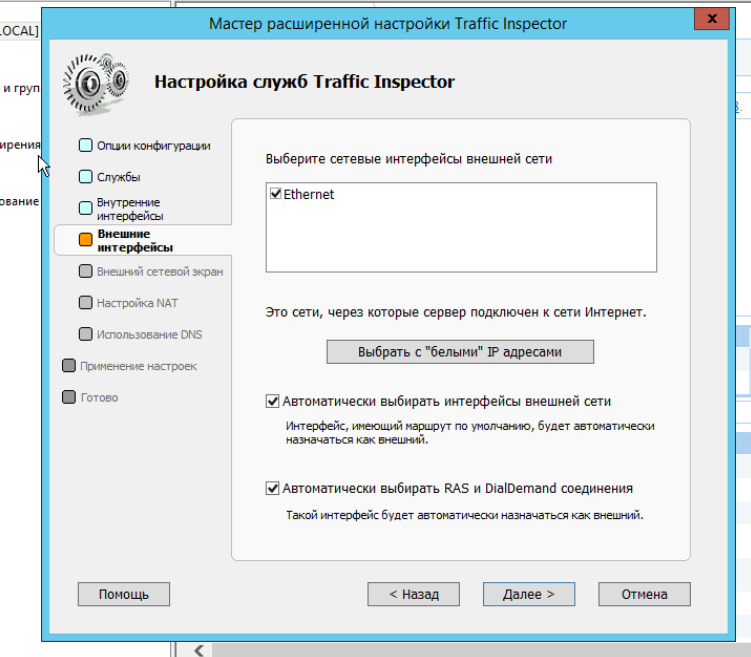 LOCAL]
Мастер расширенной настройки Traffic Inspector
x
и груп
ирения
ование
Настройка служб Traffic Inspector
Опции конфигурации
Службы
Внутренние
интерфейсы
Внешние
интерфейсы
Внешний сетевой экран
Настройка NAT
Использование DNS
Применение настроек
Готово
Выберите сетевые интерфейсы внешней сети
Ethernet
Это сети, через которые сервер подключен к сети Интернет.
Выбрать с "белыми" IP адресами
Автоматически выбирать интерфейсы внешней сети
Интерфейс, имеющий маршрут по умолчанию, будет автоматически
назначаться как внешний.
Автоматически выбирать RAS и DialDemand соединения
Такой интерфейс будет автоматически назначаться как внешний.
Помощь
< Назад
Далее >
Отмена